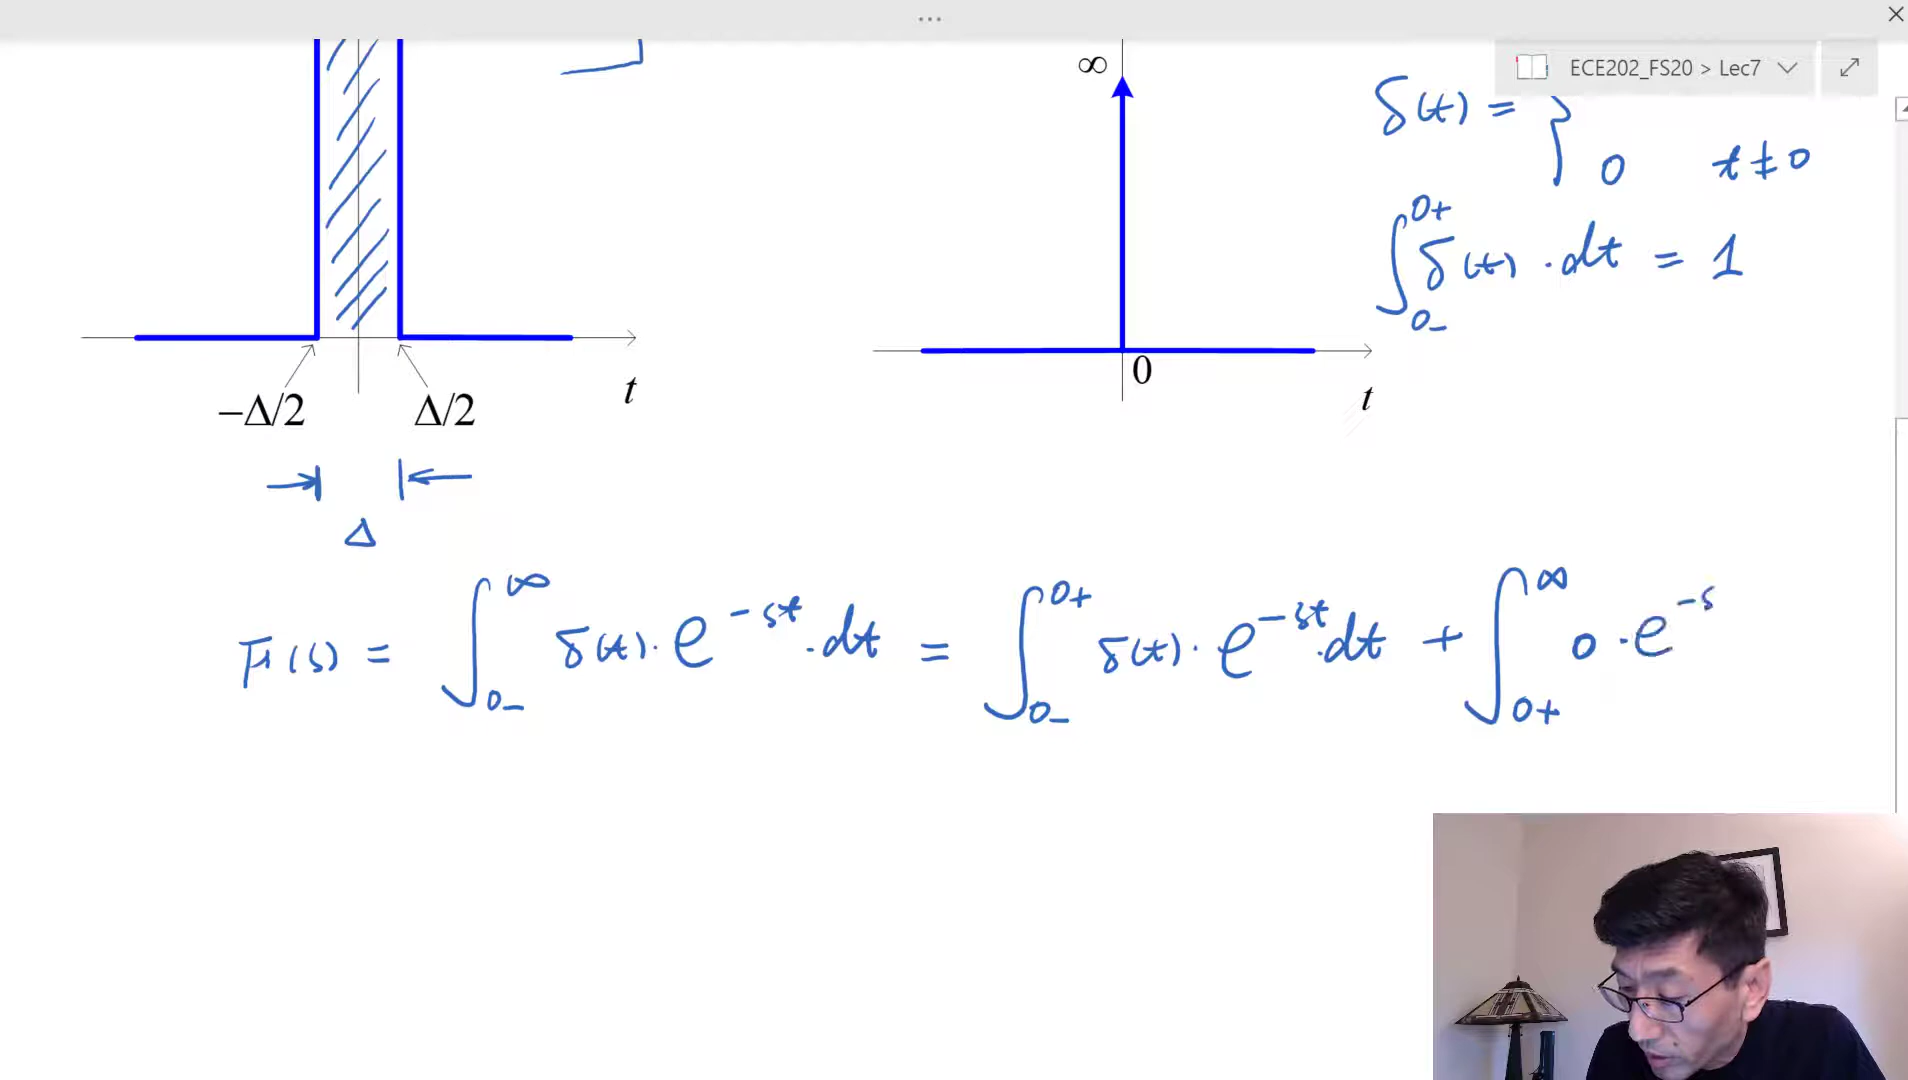 ...
ECE202_FS20 > Lec7
∞
δ(t) = {
0 t ≠ 0
∫₀₋⁰⁺ δ(t) · dt = 1
0
t
t
−Δ/2
Δ/2
Δ
F(s) = ∫₀₋^∞ δ(t) · e^{-st} · dt = ∫₀₋^{0+} δ(t) · e^{-st} · dt + ∫₀₊^∞ 0 · e^{-s